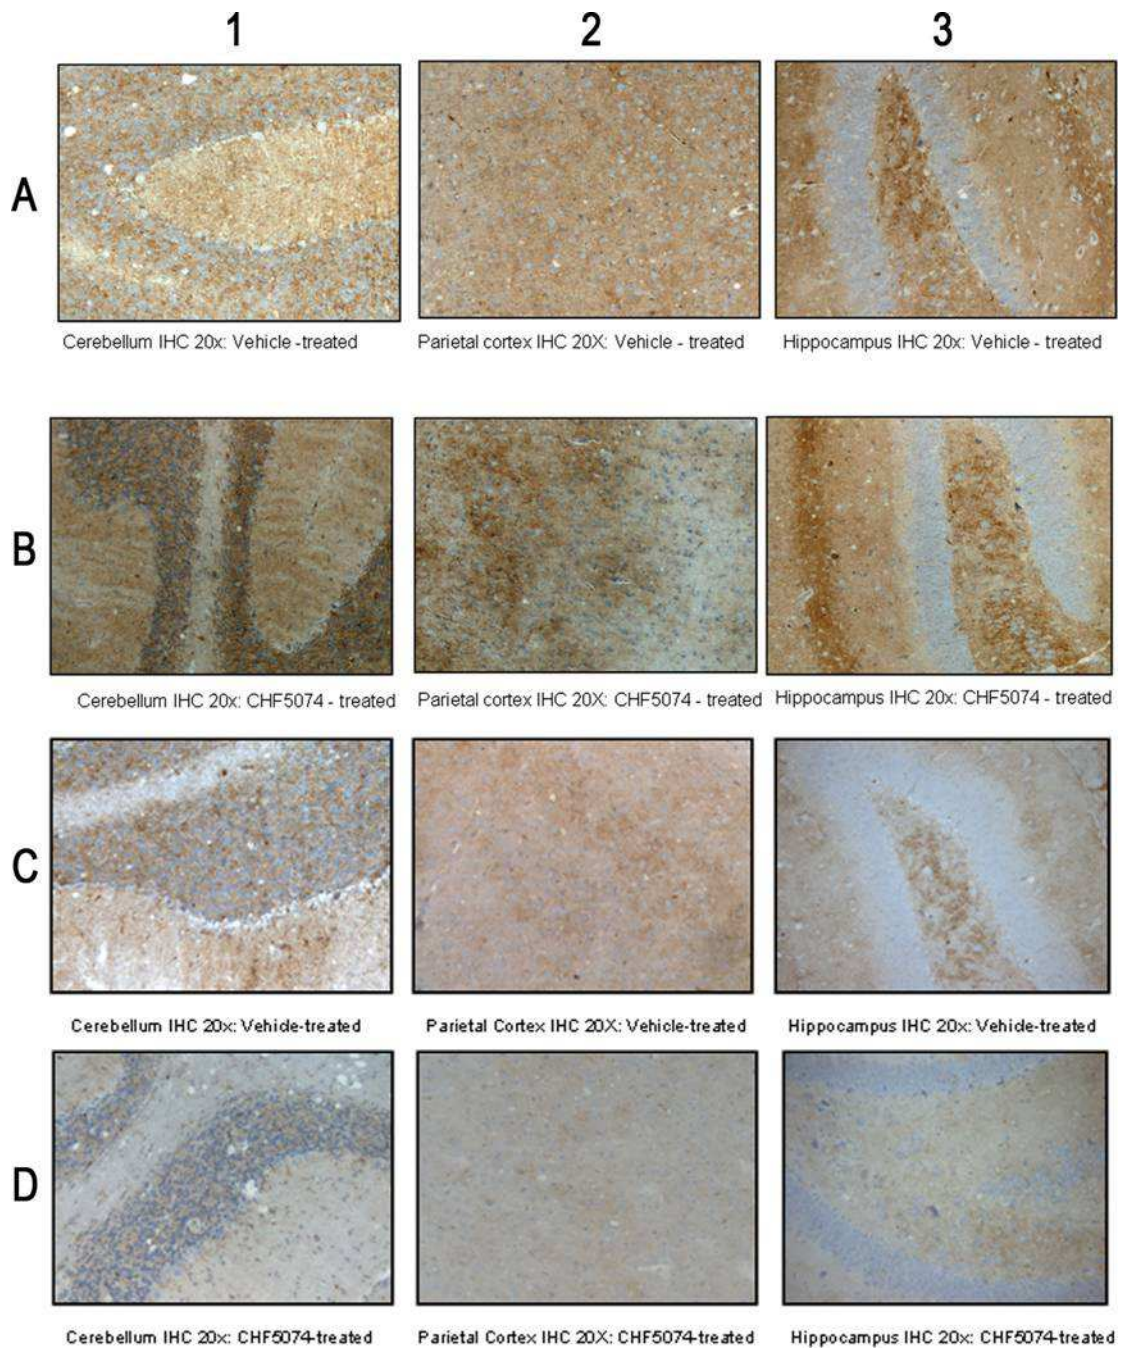 1 2 3
A
Cerebellum IHC 20x: Vehicle -treated Parietal cortex IHC 20X: Vehicle - treated Hippocampus IHC 20x: Vehicle - treated
B
Cerebellum IHC 20x: CHF5074 - treated Parietal cortex IHC 20X: CHF5074 - treated Hippocampus IHC 20x: CHF5074 - treated
C
Cerebellum IHC 20x: Vehicle-treated Parietal Cortex IHC 20X: Vehicle-treated Hippocampus IHC 20x: Vehicle-treated
D
Cerebellum IHC 20x: CHF5074-treated Parietal Cortex IHC 20X: CHF5074-treated Hippocampus IHC 20x: CHF5074-treated